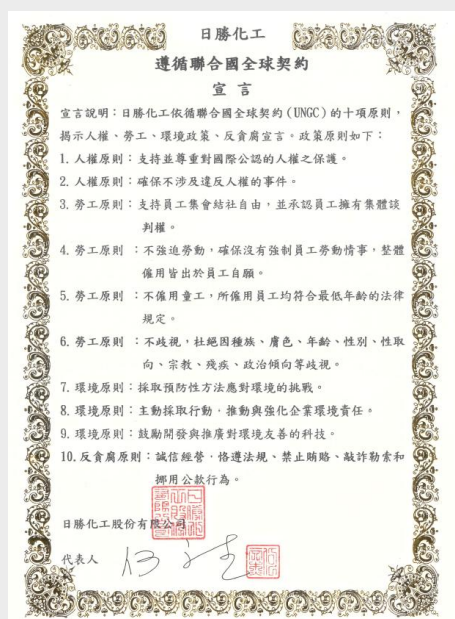 日勝化工
遵循聯合國全球契約
宣言
宣言說明：日勝化工依循聯合國全球契約(UNGC)的十項原則，
揭示人權、勞工、環境政策、反貪腐宣言。政策原則如下：
1. 人權原則：支持並尊重對國際公認的人權之保護。
2. 人權原則：確保不涉及違反人權的事件。
3. 勞工原則：支持員工集會結社自由，並承認員工擁有集體談
判權。
4. 勞工原則 ：不強迫勞動，確保沒有強制員工勞動情事，整體
僱用皆出於員工自願。
5. 勞工原則 ：不僱用童工，所僱用員工均符合最低年齡的法律
規定。
6. 勞工原則 ：不歧視，杜絕因種族、膚色、年齡、性別、性取
向、宗教、殘疾、政治傾向等歧視。
7. 環境原則：採取預防性方法應對環境的挑戰。
8. 環境原則：主動採取行動，推動與強化企業環境責任。
9. 環境原則：鼓勵開發與推廣對環境友善的科技。
10. 反貪腐原則：誠信經營，恪遵法規、禁止賄賂、敲詐勒索和
挪用公款行為。
日勝化工股份有限公司
代表人